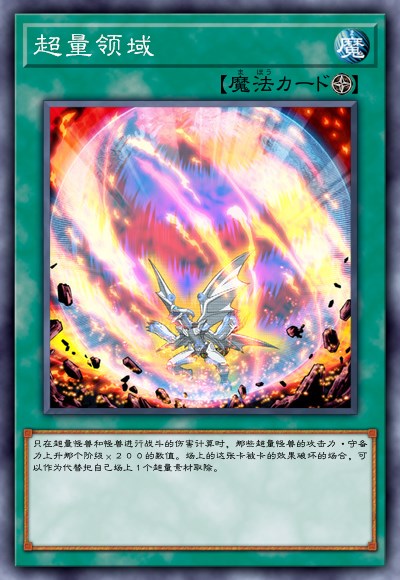 超量领域
魔
【魔法カード】
まほう
只在超量怪兽和怪兽进行战斗的伤害计算时，那些超量怪兽的攻击力・守备
力上升那个阶级×２００的数值。场上的这张卡被卡的效果破坏的场合，可
以作为代替把自己场上１个超量素材取除。